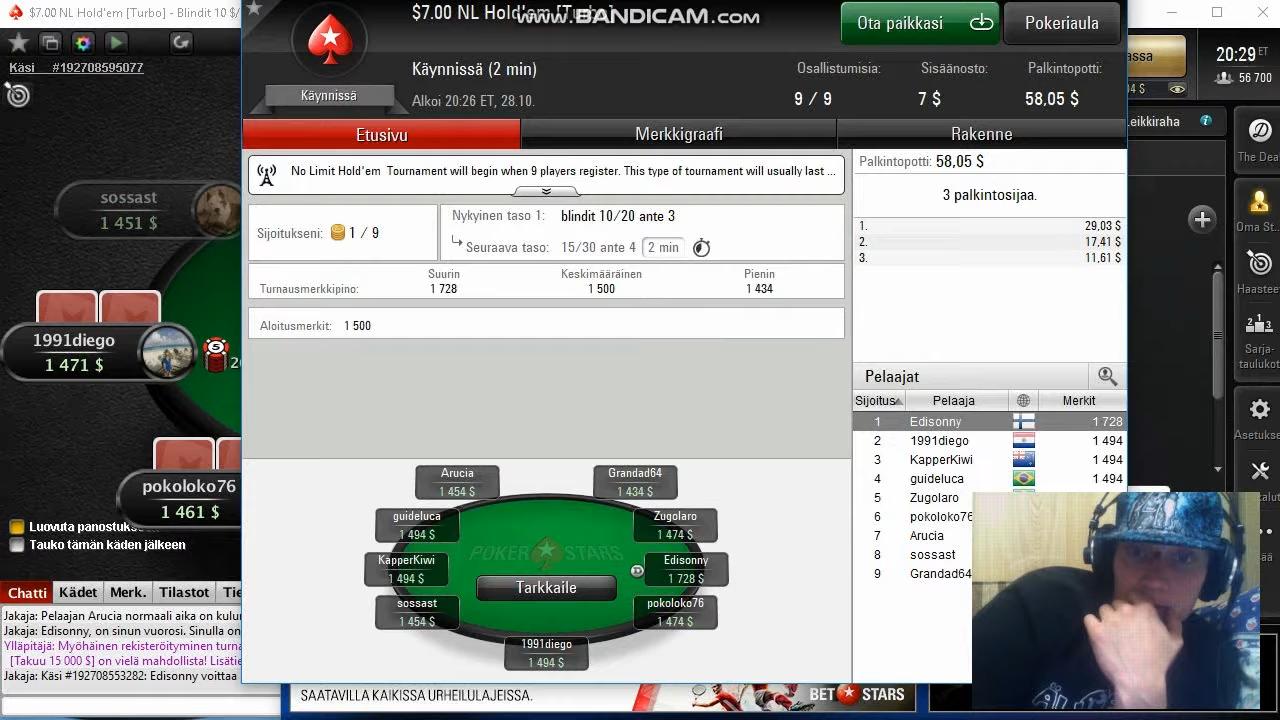 $7.00 NL Hold'em [Turbo] - Blindit 10 $/
Käsi #192708595077
sossast
1 451 $
1991diego
1 471 $
pokoloko76
1 461 $
Luovuta panostukse
Tauko tämän käden jälkeen
Chatti Kädet Merk. Tilastot Tie
Jakaja: Pelaajan Arucia normaali aika on kulun
Jakaja: Edisonny, on sinun vuorosi. Sinulla on
Ylläpitäjä: Myöhäinen rekisteröityminen turna
[Takuu 15 000 $] on vielä mahdollista! Lisätie
Jakaja: Käsi #192708553282: Edisonny voittaa
$7.00 NL Hold'em [Turbo]
www.BANDICAM.com
Ota paikkasi
Pokeriaula
Käynnissä
Käynnissä (2 min)
Alkoi 20:26 ET, 28.10.
Osallistumisia: Sisäänosto: Palkintopotti:
9 / 9 7 $ 58,05 $
Etusivu Merkkigraafi Rakenne
No Limit Hold'em Tournament will begin when 9 players register. This type of tournament will usually last ...
Sijoitukseni: 1 / 9
Nykyinen taso 1: blindit 10/20 ante 3
Seuraava taso: 15/30 ante 4 2 min
Suurin Keskimääräinen Pienin
Turnausmerkkipino: 1 728 1 500 1 434
Aloitusmerkit: 1 500
Palkintopotti: 58,05 $
3 palkintosijaa.
1. 29,03 $
2. 17,41 $
3. 11,61 $
Pelaajat
Sijoitus Pelaaja Merkit
1 Edisonny 1 728
2 1991diego 1 494
3 KapperKiwi 1 494
4 guideluca 1 494
5 Zugolaro
6 pokoloko76
7 Arucia
8 sossast
9 Grandad64
Arucia
1 454 $
Grandad64
1 434 $
guideluca
1 494 $
Zugolaro
1 474 $
KapperKiwi
1 494 $
Edisonny
1 728 $
sossast
1 454 $
pokoloko76
1 474 $
1991diego
1 494 $
POKER STARS
D
Tarkkaile
SAATAVILLA KAIKISSA URHEILULAJEISSA.
BET STARS
20:29 ET
56 700
Leikkiraha
The Dea
Oma St...
Haasteet
Sarja-
taulukot
Asetukse